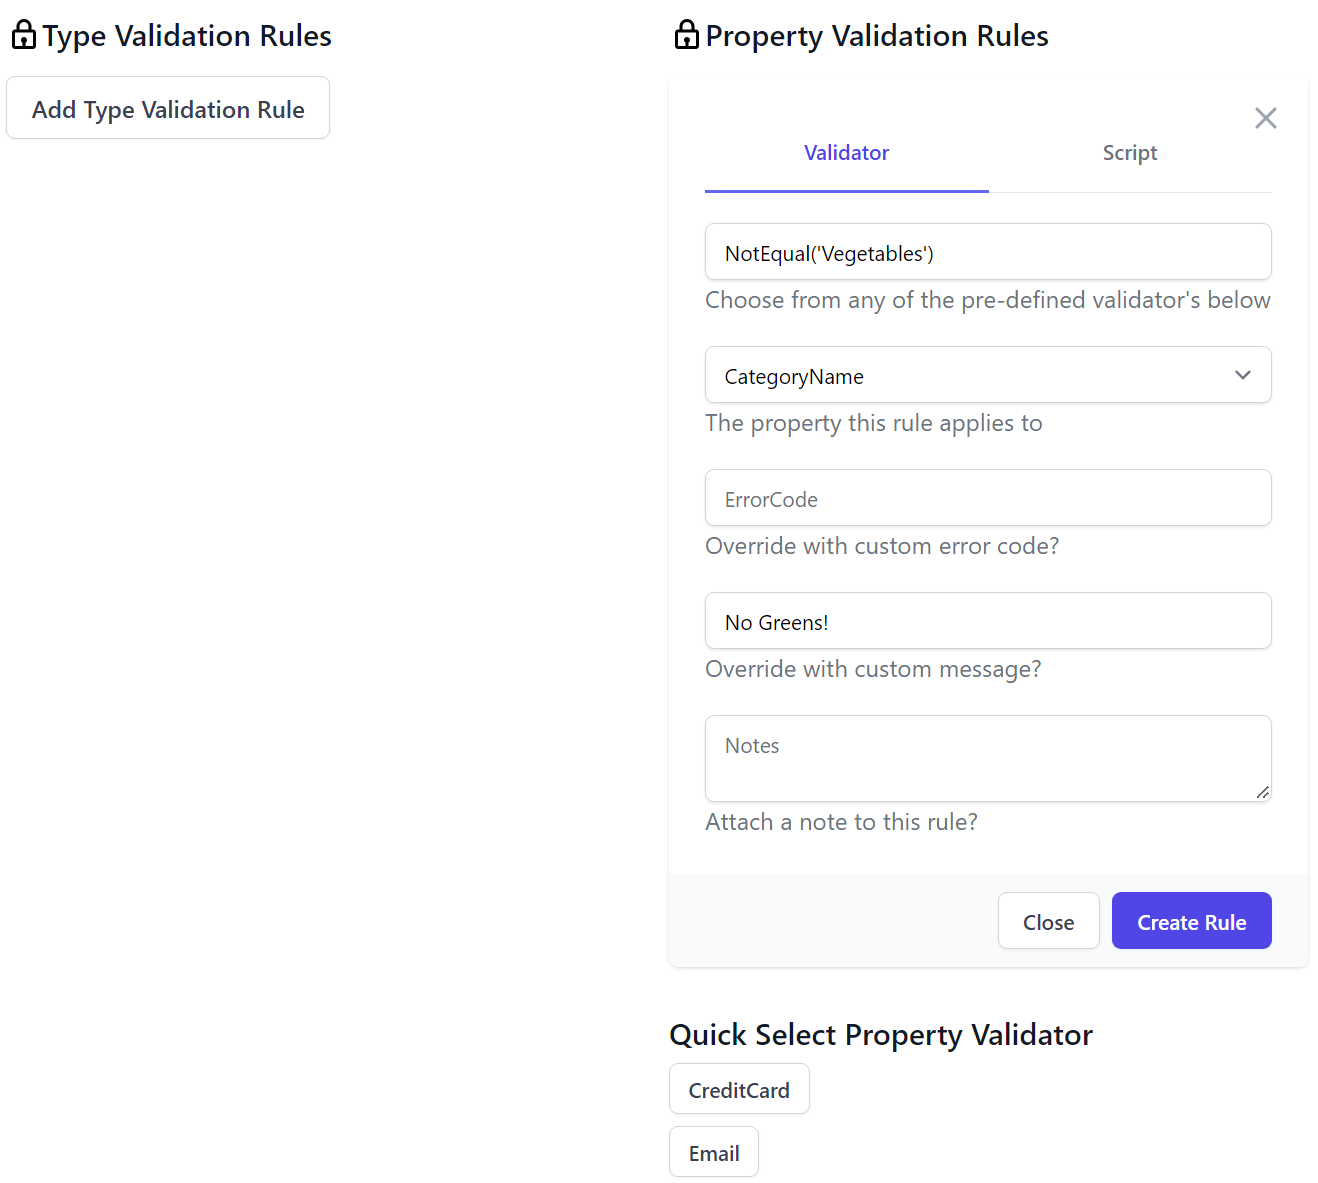 Type Validation Rules
Add Type Validation Rule
Property Validation Rules
Validator
Script
NotEqual('Vegetables')
Choose from any of the pre-defined validator's below
CategoryName
The property this rule applies to
ErrorCode
Override with custom error code?
No Greens!
Override with custom message?
Notes
Attach a note to this rule?
Close
Create Rule
Quick Select Property Validator
CreditCard
Email